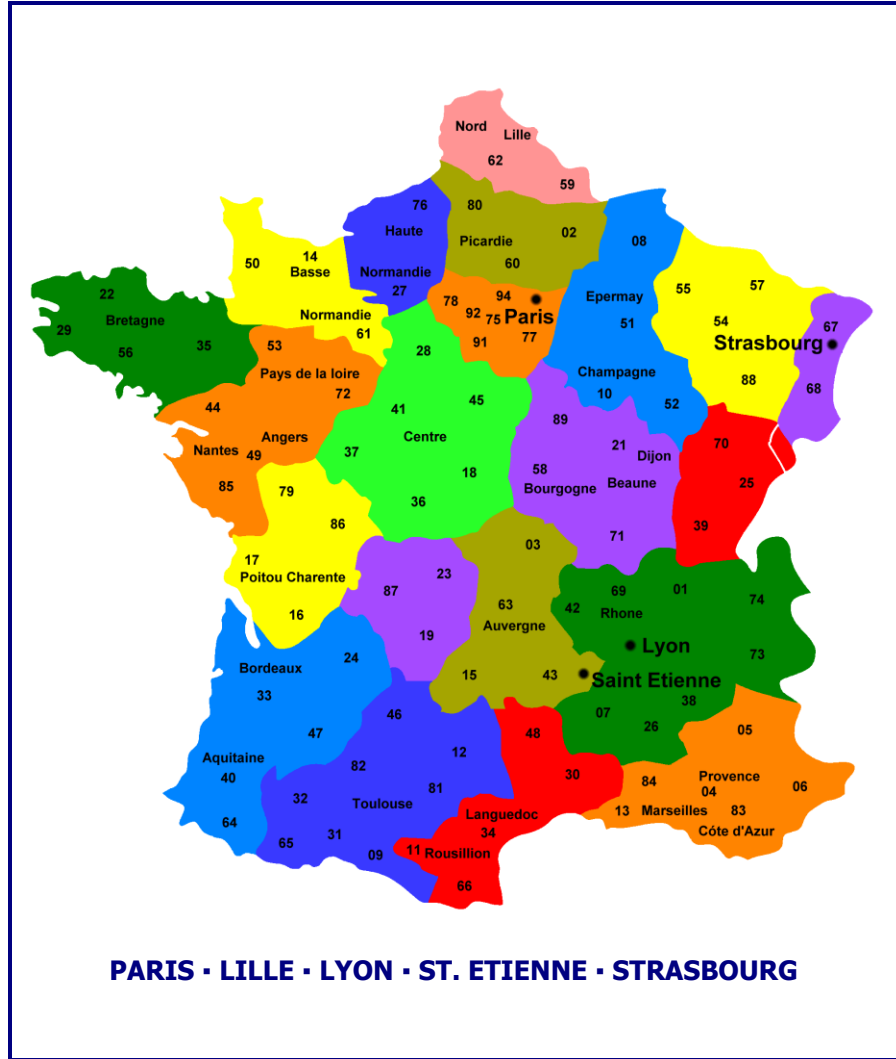 Nord
Lille
62
59
76
80
Haute
02
Picardie
08
14
50
Basse
60
57
Normandie
27
55
22
78
94
Epermay
Normandie
92
75
Paris
51
54
67
Bretagne
29
61
91
77
Strasbourg
35
53
28
56
Pays de la loire
Champagne
88
68
72
10
45
52
44
41
89
Angers
Centre
21
70
Nantes
49
37
Dijon
18
58
85
79
Bourgogne
Beaune
25
36
86
39
71
03
17
Poitou Charente
23
87
69
01
74
63
42
Rhone
16
Auvergne
19
Lyon
73
24
Bordeaux
15
43
Saint Etienne
33
38
46
07
26
47
48
05
Aquitaine
12
82
40
30
84
Provence
06
81
04
32
Toulouse
13
Marseilles
83
64
Languedoc
31
34
Côte d'Azur
65
09
11
Rousillion
66
PARIS · LILLE · LYON · ST. ETIENNE · STRASBOURG